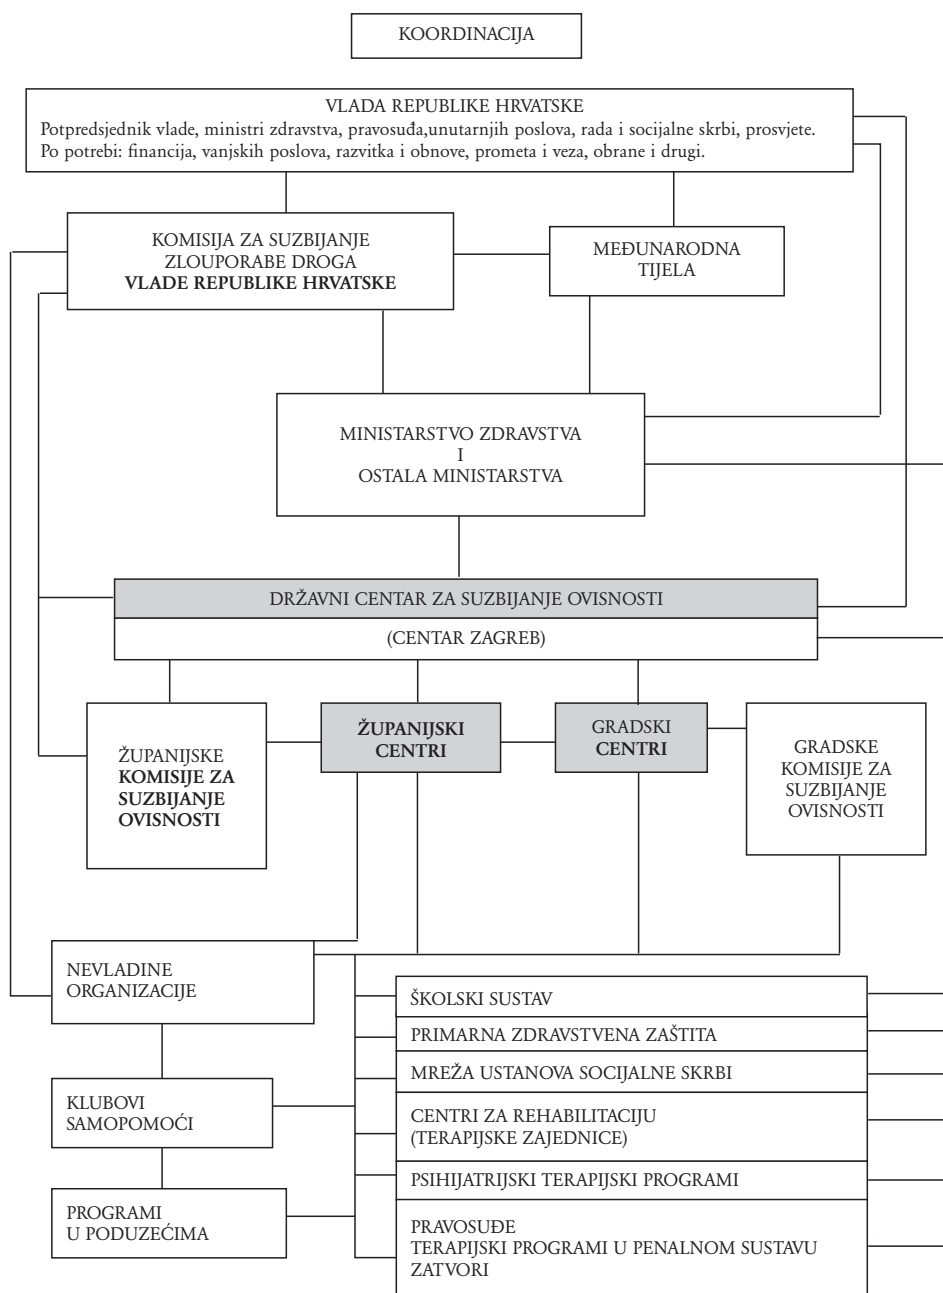 KOORDINACIJA
VLADA REPUBLIKE HRVATSKE
Potpredsjednik vlade, ministri zdravstva, pravosuđa,unutarnjih poslova, rada i socijalne skrbi, prosvjete.
Po potrebi: financija, vanjskih poslova, razvitka i obnove, prometa i veza, obrane i drugi.
KOMISIJA ZA SUZBIJANJE
ZLOUPORABE DROGA
VLADE REPUBLIKE HRVATSKE
MEĐUNARODNA
TIJELA
MINISTARSTVO ZDRAVSTVA
I
OSTALA MINISTARSTVA
DRŽAVNI CENTAR ZA SUZBIJANJE OVISNOSTI
(CENTAR ZAGREB)
ŽUPANIJSKE
KOMISIJE ZA
SUZBIJANJE
OVISNOSTI
ŽUPANIJSKI
CENTRI
GRADSKI
CENTRI
GRADSKE
KOMISIJE ZA
SUZBIJANJE
OVISNOSTI
NEVLADINE
ORGANIZACIJE
KLUBOVI
SAMOPOMOĆI
PROGRAMI
U PODUZEĆIMA
ŠKOLSKI SUSTAV
PRIMARNA ZDRAVSTVENA ZAŠTITA
MREŽA USTANOVA SOCIJALNE SKRBI
CENTRI ZA REHABILITACIJU
(TERAPIJSKE ZAJEDNICE)
PSIHIJATRIJSKI TERAPIJSKI PROGRAMI
PRAVOSUĐE
TERAPIJSKI PROGRAMI U PENALNOM SUSTAVU
ZATVORI